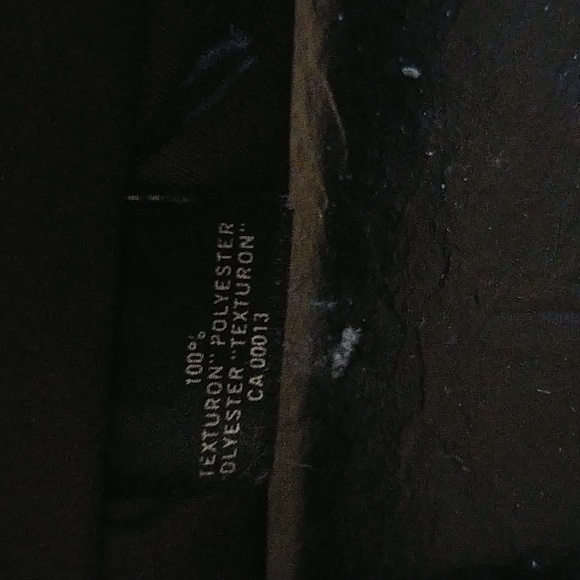 100%
TEXTURON" POLYESTER
OLYESTER "TEXTURON"
CA 00013